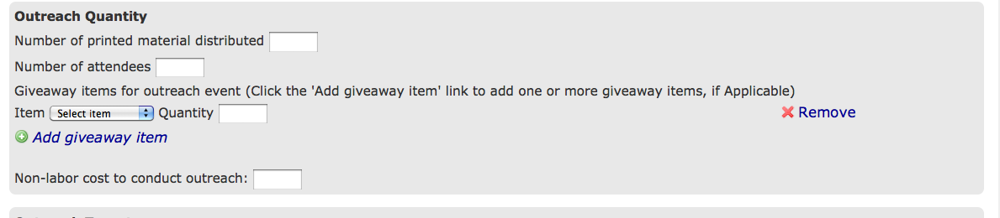 Outreach Quantity
Number of printed material distributed
Number of attendees
Giveaway items for outreach event (Click the 'Add giveaway item' link to add one or more giveaway items, if Applicable)
Item Select item Quantity Remove
Add giveaway item
Non-labor cost to conduct outreach: